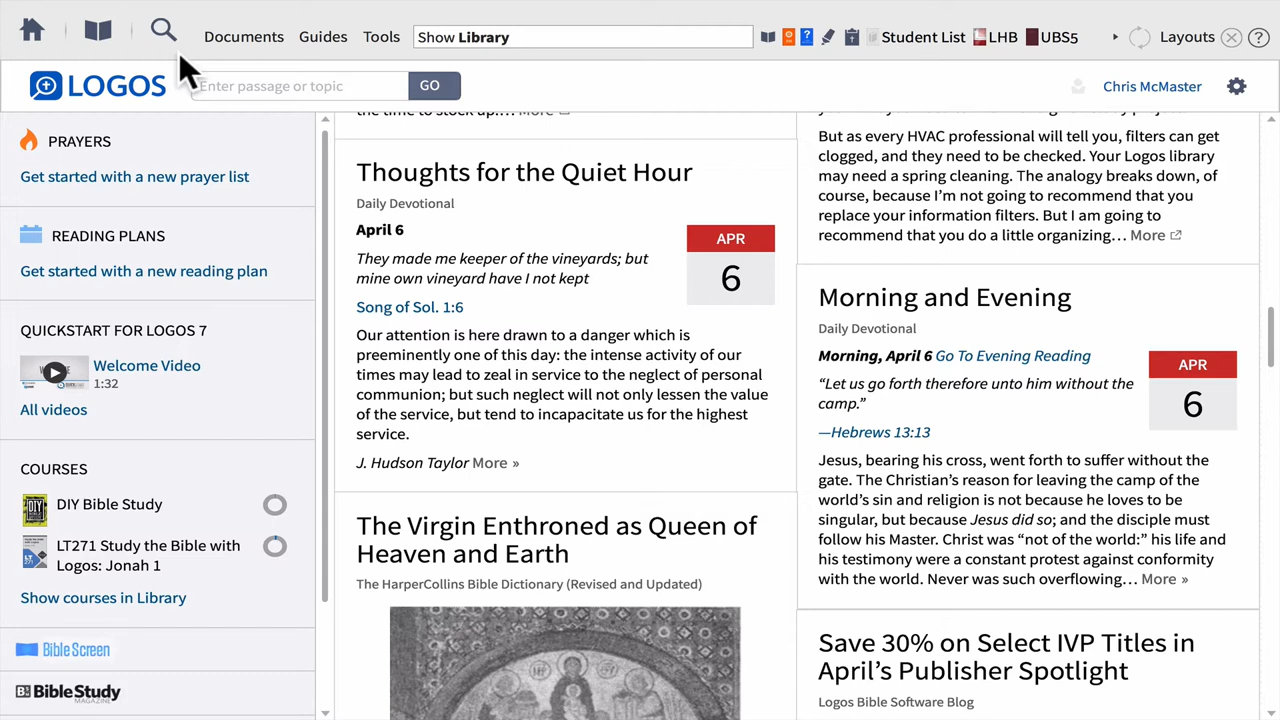 Documents Guides Tools Show Library Student List LHB UBS5 Layouts
LOGOS Enter passage or topic GO Chris McMaster
PRAYERS
Get started with a new prayer list
READING PLANS
Get started with a new reading plan
QUICKSTART FOR LOGOS 7
Welcome Video
1:32
All videos
COURSES
DIY Bible Study
LT271 Study the Bible with
Logos: Jonah 1
Show courses in Library
Bible Screen
BibleStudy
MAGAZINE
the time to stock up.... More
Thoughts for the Quiet Hour
Daily Devotional
April 6
APR
6
They made me keeper of the vineyards; but
mine own vineyard have I not kept
Song of Sol. 1:6
Our attention is here drawn to a danger which is
preeminently one of this day: the intense activity of our
times may lead to zeal in service to the neglect of personal
communion; but such neglect will not only lessen the value
of the service, but tend to incapacitate us for the highest
service.
J. Hudson Taylor More »
The Virgin Enthroned as Queen of
Heaven and Earth
The HarperCollins Bible Dictionary (Revised and Updated)
But as every HVAC professional will tell you, filters can get
clogged, and they need to be checked. Your Logos library
may need a spring cleaning. The analogy breaks down, of
course, because I'm not going to recommend that you
replace your information filters. But I am going to
recommend that you do a little organizing… More
Morning and Evening
Daily Devotional
Morning, April 6 Go To Evening Reading
APR
6
“Let us go forth therefore unto him without the
camp.”
—Hebrews 13:13
Jesus, bearing his cross, went forth to suffer without the
gate. The Christian's reason for leaving the camp of the
world's sin and religion is not because he loves to be
singular, but because Jesus did so; and the disciple must
follow his Master. Christ was “not of the world:” his life and
his testimony were a constant protest against conformity
with the world. Never was such overflowing… More »
Save 30% on Select IVP Titles in
April's Publisher Spotlight
Logos Bible Software Blog